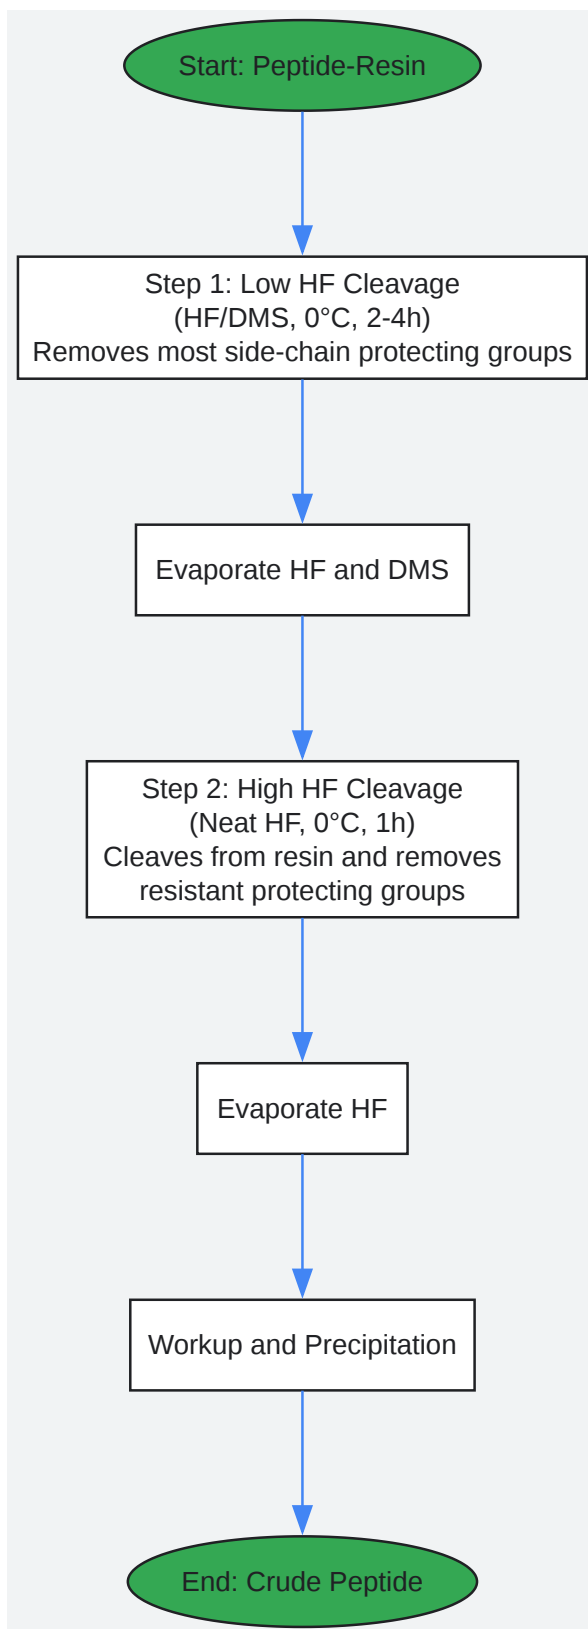 Start: Peptide-Resin
Step 1: Low HF Cleavage
(HF/DMS, 0°C, 2-4h)
Removes most side-chain protecting groups
Evaporate HF and DMS
Step 2: High HF Cleavage
(Neat HF, 0°C, 1h)
Cleaves from resin and removes
resistant protecting groups
Evaporate HF
Workup and Precipitation
End: Crude Peptide